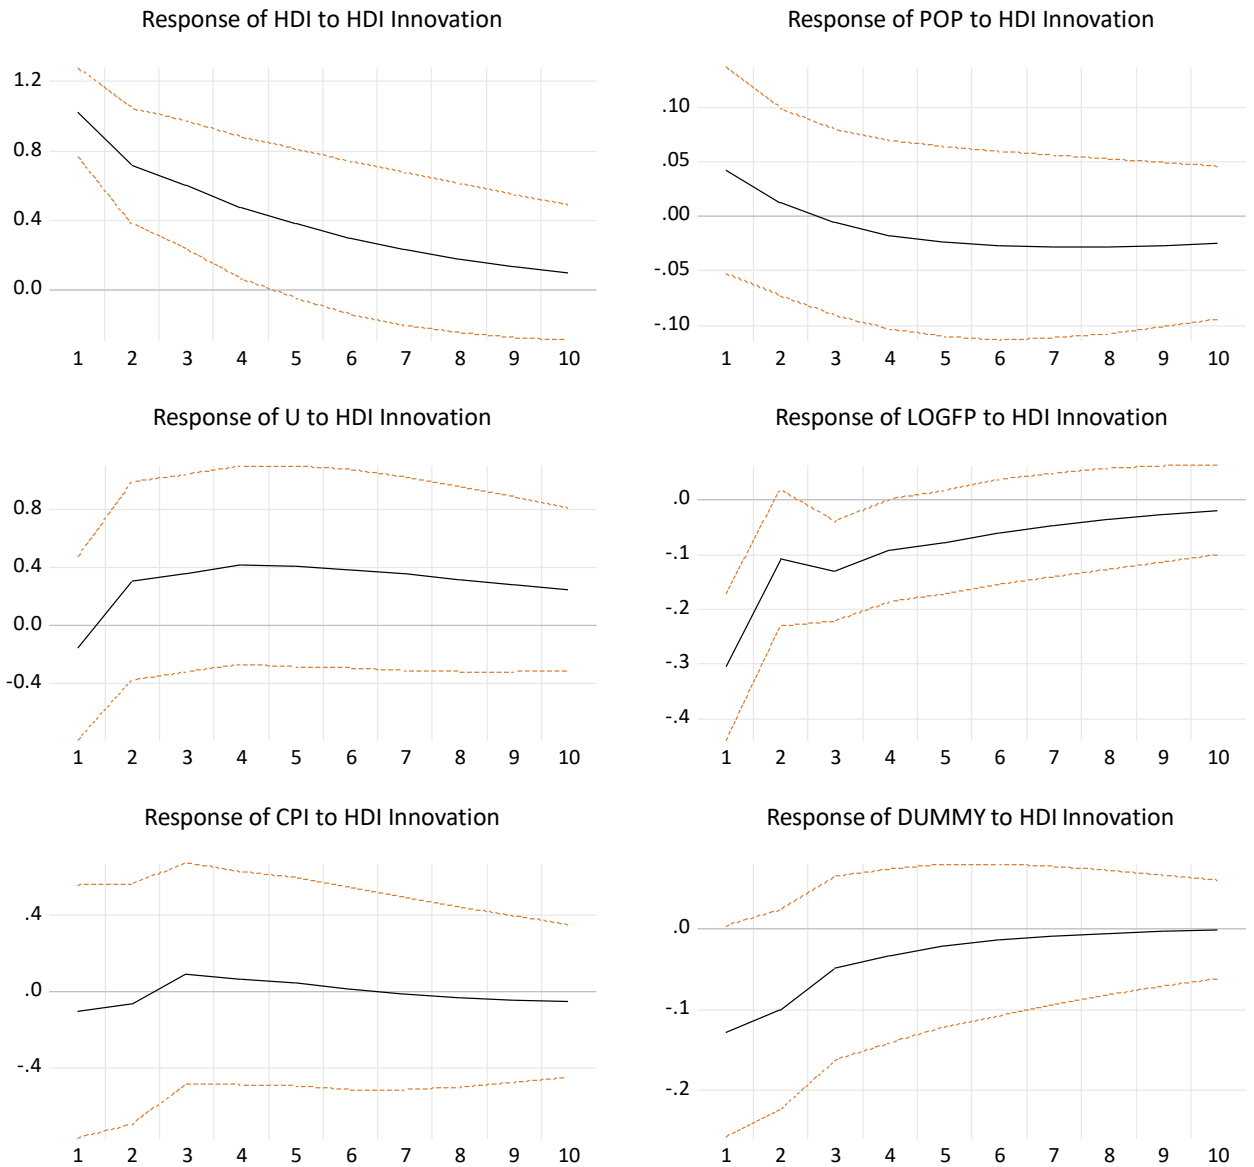 Response of HDI to HDI Innovation
1.2
0.8
0.4
0.0
1 2 3 4 5 6 7 8 9 10
Response of POP to HDI Innovation
.10
.05
.00
-.05
-.10
1 2 3 4 5 6 7 8 9 10
Response of U to HDI Innovation
0.8
0.4
0.0
-0.4
1 2 3 4 5 6 7 8 9 10
Response of LOGFP to HDI Innovation
.0
-.1
-.2
-.3
-.4
1 2 3 4 5 6 7 8 9 10
Response of CPI to HDI Innovation
.4
.0
-.4
1 2 3 4 5 6 7 8 9 10
Response of DUMMY to HDI Innovation
.0
-.1
-.2
1 2 3 4 5 6 7 8 9 10